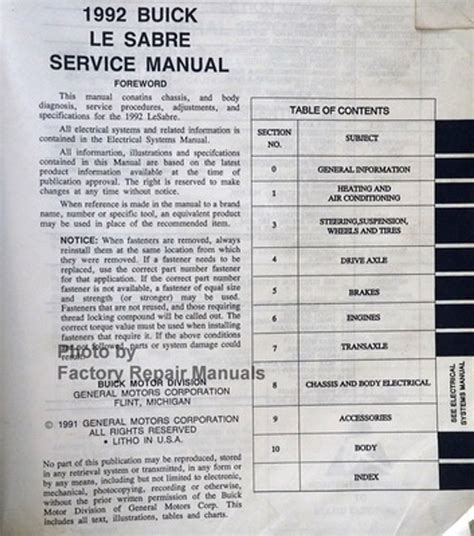 1992 BUICK
LE SABRE
SERVICE MANUAL
FOREWORD
This manual conatins chassis, and body
diagnosis, service procedures, adjustments, and
specifications for the 1992 LeSabre.
All electrical systems and related information is
contained in the Electrical Systems Manual.
All informartion, illustrations and specifcations
contained in this Manual are based on the latest
product information available at the time of
publication approval. The right is reserved to make
changes at any time without notice.
When reference is made in the manual to a brand
name, number or specific tool, an equivalent product
may be used in place of the recommended item.
NOTICE: When fasteners are removed, always
reinstall them at the same location from which
they were removed. If a fastener needs to be
replaced, use the correct part number fastener
for that application. If the correct part number
fastener is not available, a fastener of equal size
and strength (or stronger) may be used.
Fasteners that are not reused, and those requiring
thread locking compound will be called out. The
correct torque value must be used when installing
fasteners that require it. If the above conditions
are not followed, parts or system damage could
result.
Photo by
Factory Repair Manuals
BUICK MOTOR DIVISION
GENERAL MOTORS CORPORATION
FLINT, MICHIGAN
© 1991 GENERAL MOTORS CORPORATION
ALL RIGHTS RESERVED
• LITHO IN U.S.A.
No part of this publication may be reproduced, stored
in any retrieval system or transmitted, in any form or
by any means, including but not limited to electronic,
mechanical, photocopying, recording or otherwise,
without the prior written permission of the Buick
Motor Division of General Motors Corp. This
includes all text, illustrations, tables and charts.
TABLE OF CONTENTS
SECTION NO. SUBJECT
0 GENERAL INFORMATION
1 HEATING AND AIR CONDITIONING
3 STEERING,SUSPENSION, WHEELS AND TIRES
4 DRIVE AXLE
5 BRAKES
6 ENGINES
7 TRANSAXLE
8 CHASSIS AND BODY ELECTRICAL
9 ACCESSORIES
10 BODY
INDEX
SEE ELECTRICAL
SYSTEMS MANUAL